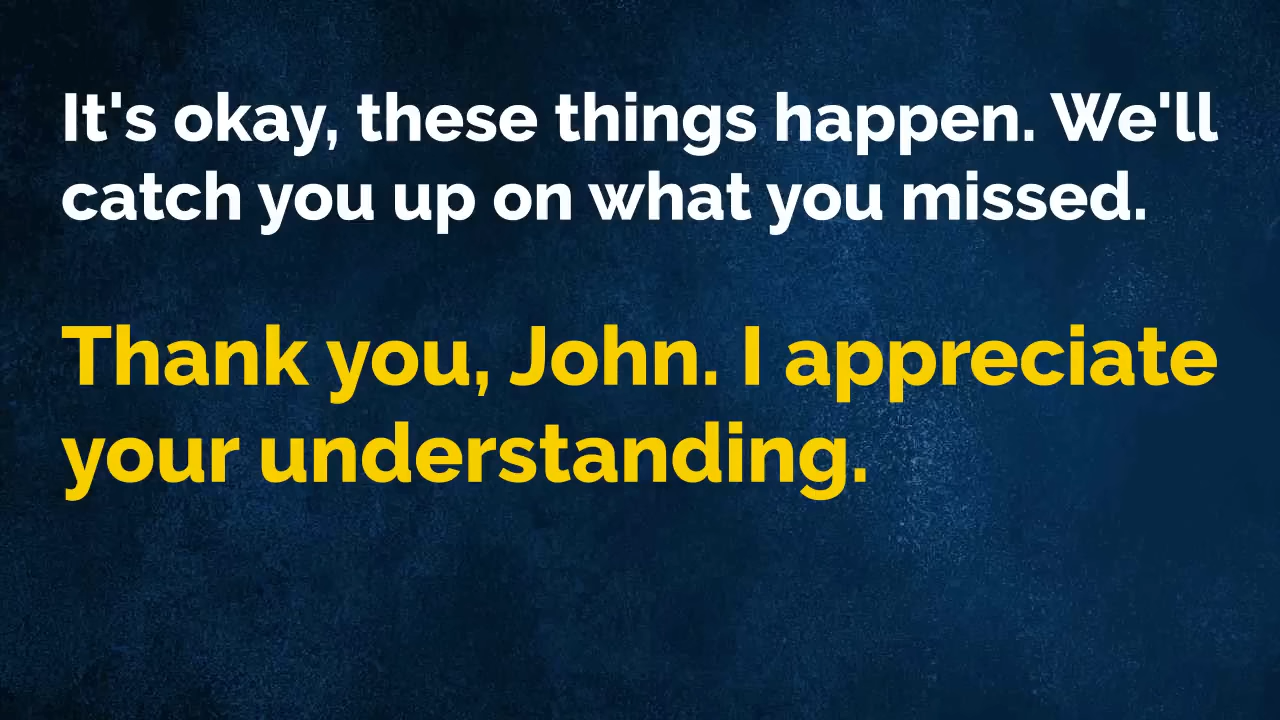 It's okay, these things happen. We'll
catch you up on what you missed.
Thank you, John. I appreciate
your understanding.